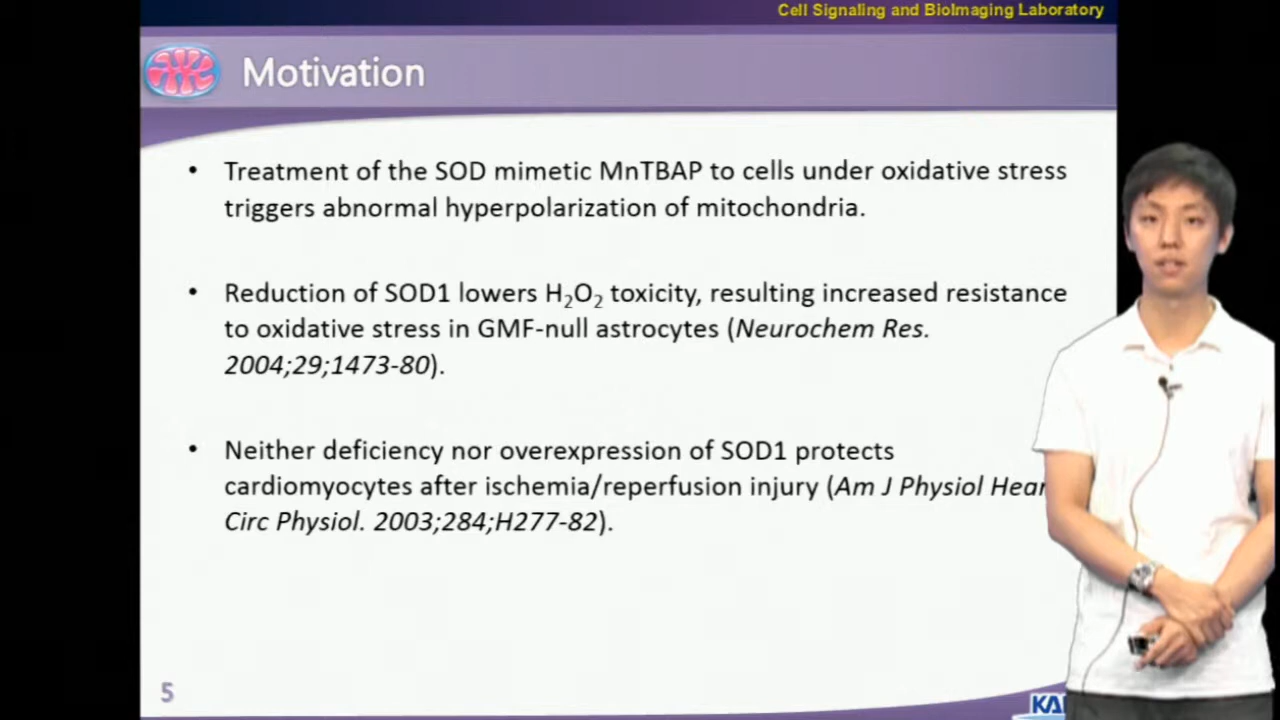 Cell Signaling and BioImaging Laboratory
Motivation
• Treatment of the SOD mimetic MnTBAP to cells under oxidative stress
triggers abnormal hyperpolarization of mitochondria.
• Reduction of SOD1 lowers H₂O₂ toxicity, resulting increased resistance
to oxidative stress in GMF-null astrocytes (Neurochem Res.
2004;29;1473-80).
• Neither deficiency nor overexpression of SOD1 protects
cardiomyocytes after ischemia/reperfusion injury (Am J Physiol Hear
Circ Physiol. 2003;284;H277-82).
5